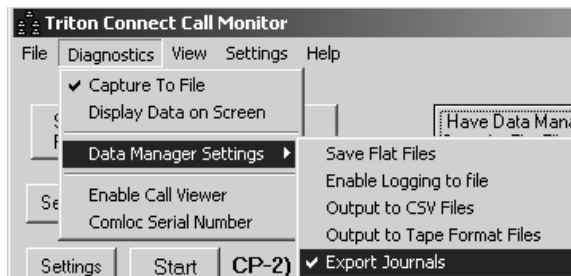 Triton Connect Call Monitor
File Diagnostics View Settings Help
Capture To File
Display Data on Screen
Have Data Mana
Data Manager Settings
Save Flat Files
Enable Logging to file
Enable Call Viewer
Output to CSV Files
Comloc Serial Number
Output to Tape Format Files
Settings Start CP-2)
Export Journals